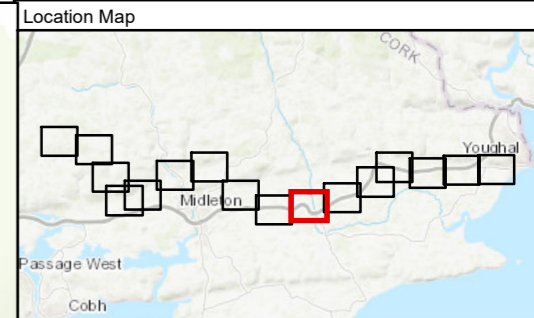 Location Map
CORK
Youghal
Midleton
Passage West
Cobh